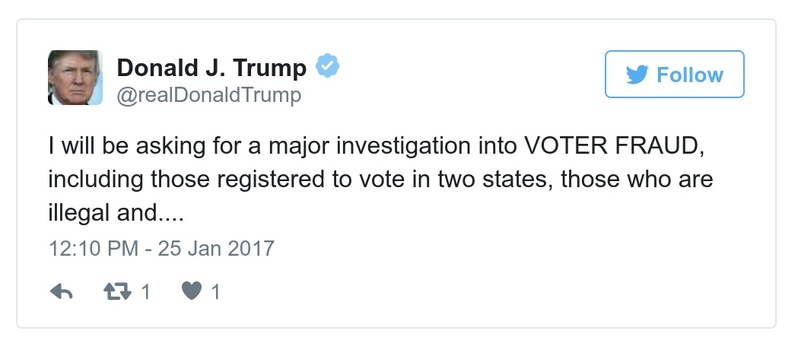 Donald J. Trump
@realDonaldTrump
Follow
I will be asking for a major investigation into VOTER FRAUD,
including those registered to vote in two states, those who are
illegal and....
12:10 PM - 25 Jan 2017
1 1